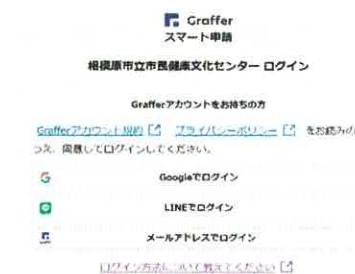 Graffer
スマート申請
相模原市立市民健康文化センター ログイン
Grafferアカウントをお持ちの方
Grafferアカウント規約 プライバシーポリシー をお読みの
うえ、同意してログインしてください。
Googleでログイン
LINEでログイン
メールアドレスでログイン
ログイン方法について教えてください